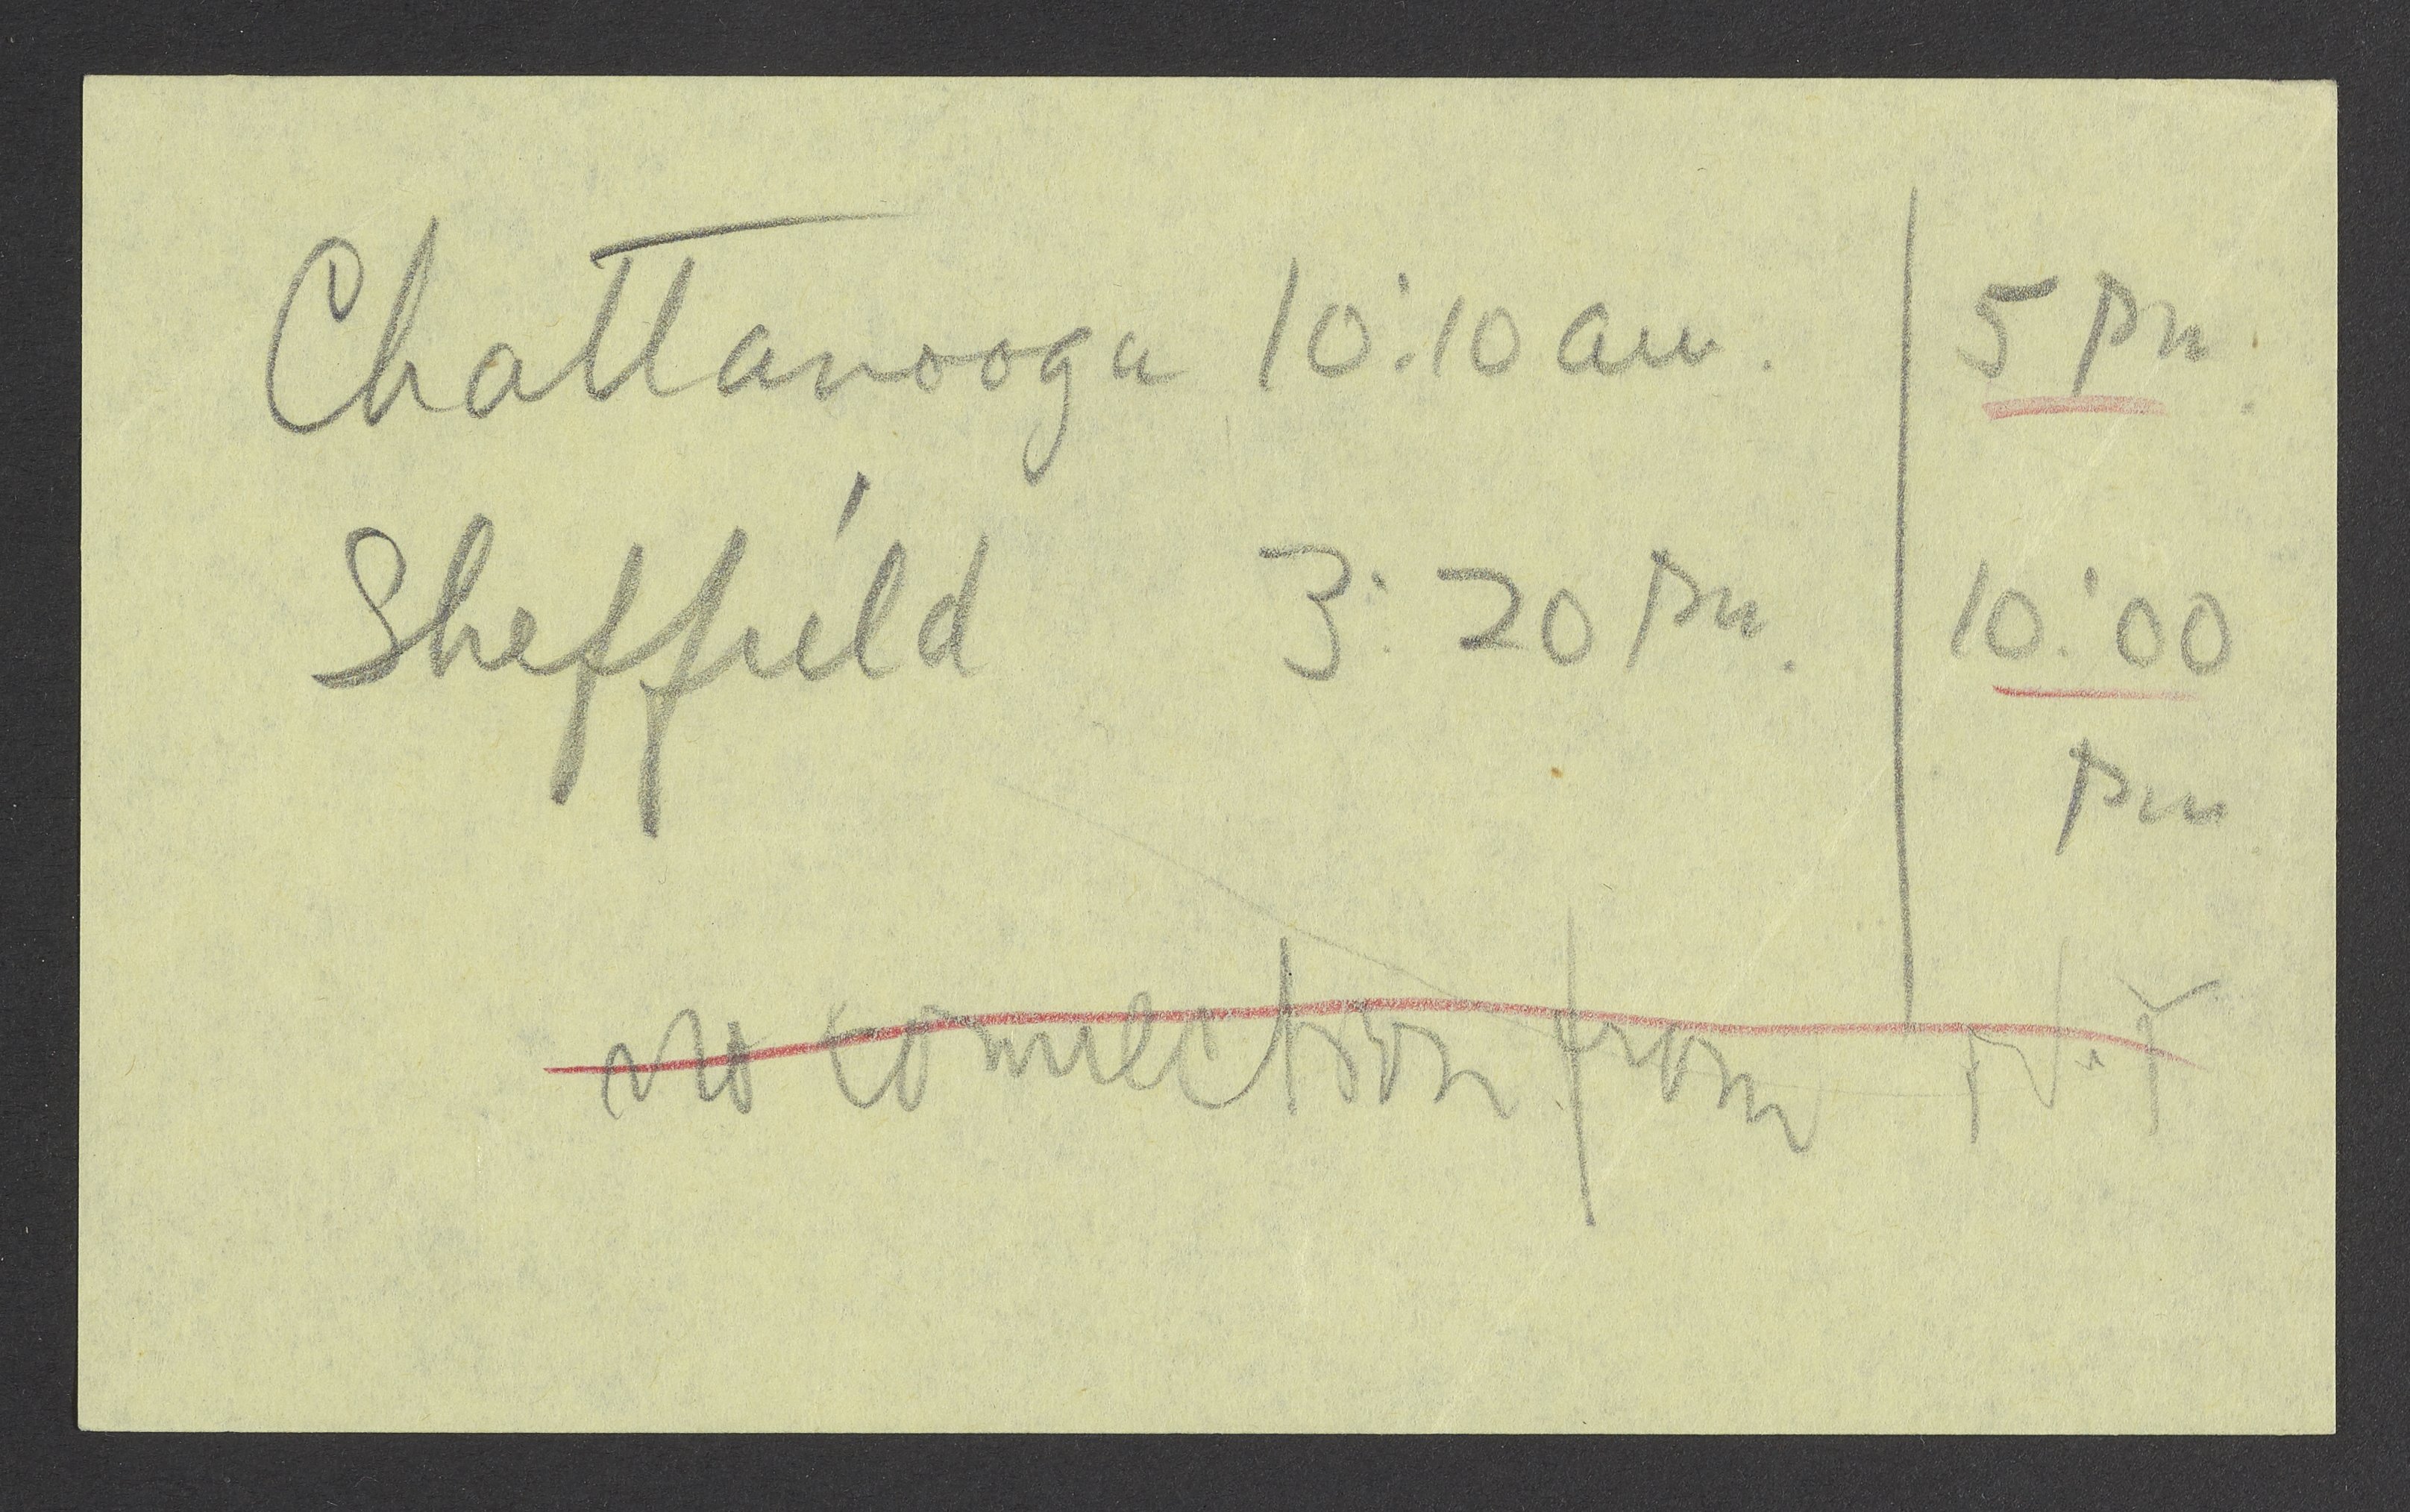 Chattanooga 10:10 am. 5 Pm.
Sheffield 3:20 Pm. 10:00
Pm
No connection from N.Y